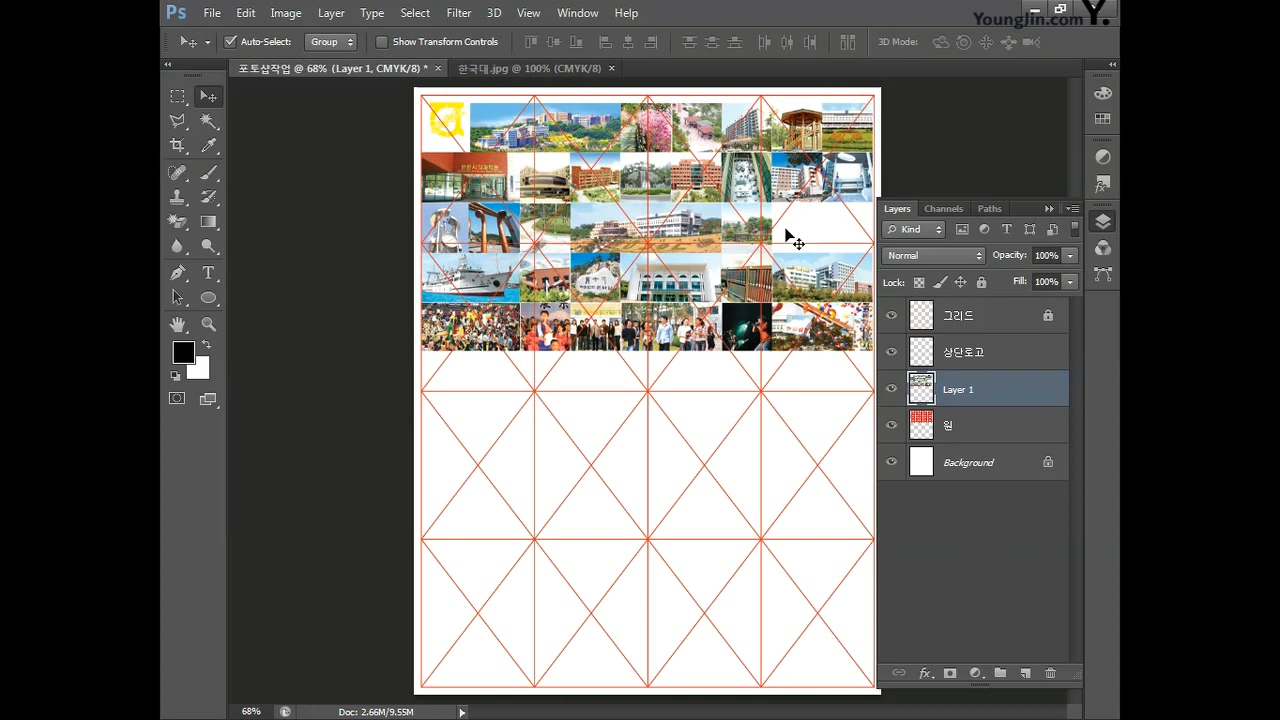 Ps File Edit Image Layer Type Select Filter 3D View Window Help
YoungJin.com Y.
Auto-Select: Group Show Transform Controls 3D Mode:
포토샵작업 @ 68% (Layer 1, CMYK/8) * × 한국대.jpg @ 100% (CMYK/8) ×
Layers Channels Paths
Kind
Normal Opacity: 100%
Lock: Fill: 100%
그리드
상단로고
Layer 1
원
Background
68% Doc: 2.66M/9.55M